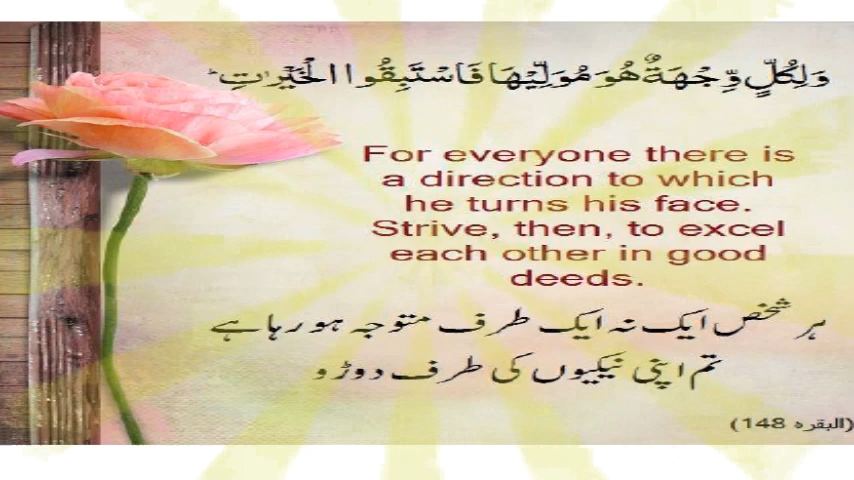 وَلِكُلٍّ وِّجْهَةٌ هُوَ مُوَلِّيْهَا فَاسْتَبِقُوا الْخَيْرٰتِ ؕ
For everyone there is
a direction to which
he turns his face.
Strive, then, to excel
each other in good
deeds.
ہر شخص ایک نہ ایک طرف متوجہ ہو رہا ہے
تم اپنی نیکیوں کی طرف دوڑو
(البقرہ 148)